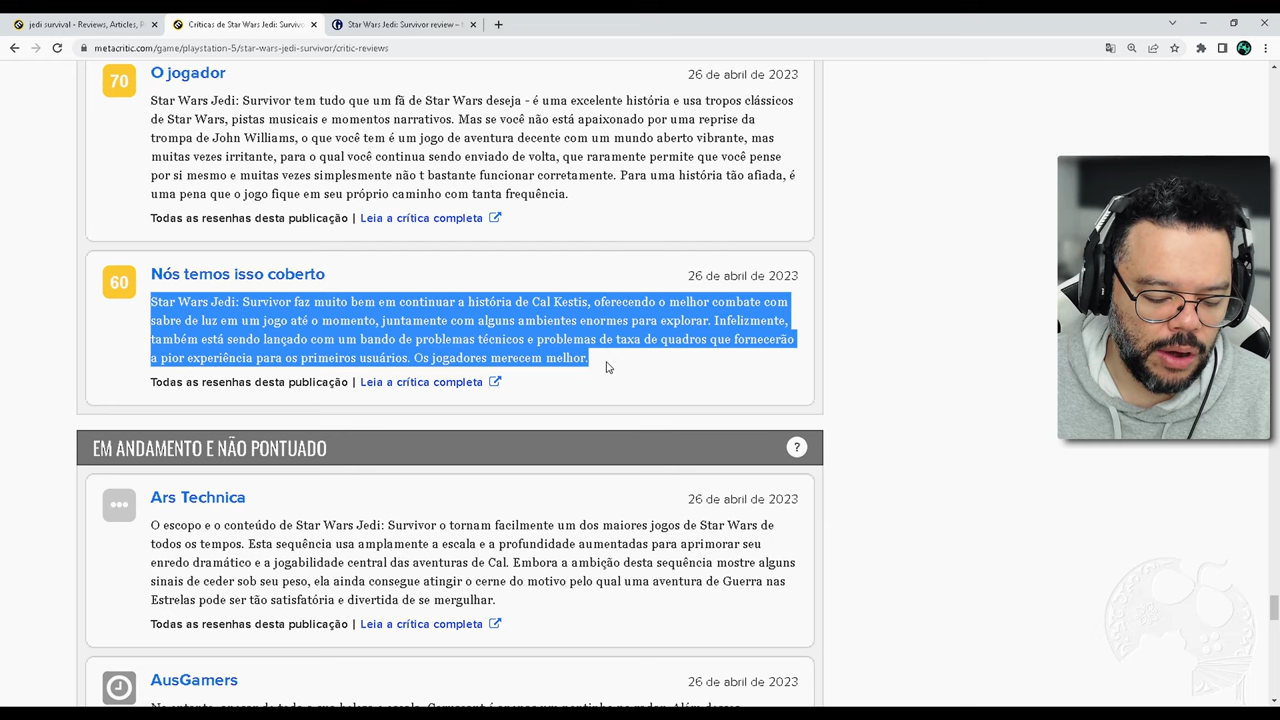 jedi survival - Reviews, Articles, P
Críticas de Star Wars Jedi: Survivo
Star Wars Jedi: Survivor review –
metacritic.com/game/playstation-5/star-wars-jedi-survivor/critic-reviews
70
O jogador
26 de abril de 2023
Star Wars Jedi: Survivor tem tudo que um fã de Star Wars deseja - é uma excelente história e usa tropos clássicos
de Star Wars, pistas musicais e momentos narrativos. Mas se você não está apaixonado por uma reprise da
trompa de John Williams, o que você tem é um jogo de aventura decente com um mundo aberto vibrante, mas
muitas vezes irritante, para o qual você continua sendo enviado de volta, que raramente permite que você pense
por si mesmo e muitas vezes simplesmente não t bastante funcionar corretamente. Para uma história tão afiada, é
uma pena que o jogo fique em seu próprio caminho com tanta frequência.
Todas as resenhas desta publicação | Leia a crítica completa
60
Nós temos isso coberto
26 de abril de 2023
Star Wars Jedi: Survivor faz muito bem em continuar a história de Cal Kestis, oferecendo o melhor combate com
sabre de luz em um jogo até o momento, juntamente com alguns ambientes enormes para explorar. Infelizmente,
também está sendo lançado com um bando de problemas técnicos e problemas de taxa de quadros que fornecerão
a pior experiência para os primeiros usuários. Os jogadores merecem melhor.
Todas as resenhas desta publicação | Leia a crítica completa
EM ANDAMENTO E NÃO PONTUADO
?
Ars Technica
26 de abril de 2023
O escopo e o conteúdo de Star Wars Jedi: Survivor o tornam facilmente um dos maiores jogos de Star Wars de
todos os tempos. Esta sequência usa amplamente a escala e a profundidade aumentadas para aprimorar seu
enredo dramático e a jogabilidade central das aventuras de Cal. Embora a ambição desta sequência mostre alguns
sinais de ceder sob seu peso, ela ainda consegue atingir o cerne do motivo pelo qual uma aventura de Guerra nas
Estrelas pode ser tão satisfatória e divertida de se mergulhar.
Todas as resenhas desta publicação | Leia a crítica completa
AusGamers
26 de abril de 2023